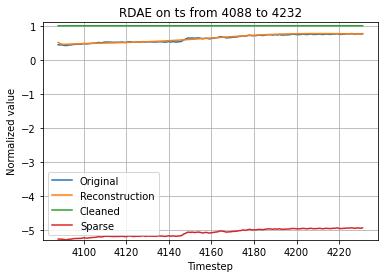 RDAE on ts from 4088 to 4232
Normalized value
1
0
−1
−2
−3
−4
−5
Original
Reconstruction
Cleaned
Sparse
4100 4120 4140 4160 4180 4200 4220
Timestep